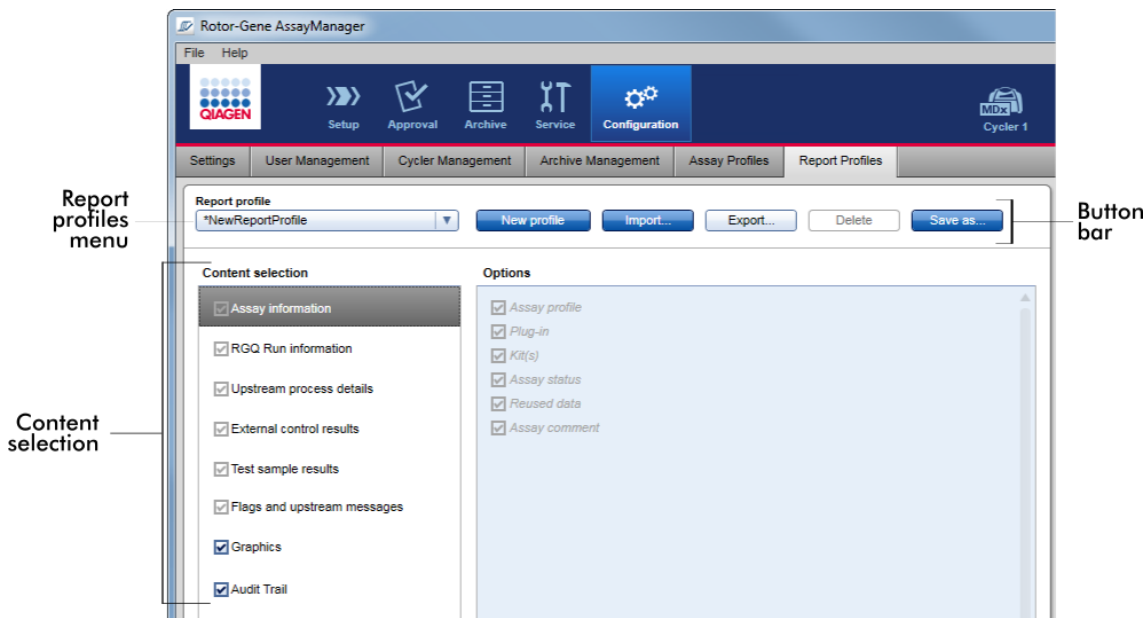 Rotor-Gene AssayManager
File Help
QIAGEN
Setup
Approval
Archive
Service
Configuration
MDx
Cycler 1
Settings
User Management
Cycler Management
Archive Management
Assay Profiles
Report Profiles
Report profiles menu
Report profile
*NewReportProfile
New profile
Import...
Export...
Delete
Save as...
Button bar
Content selection
Content selection
Assay information
RGQ Run information
Upstream process details
External control results
Test sample results
Flags and upstream messages
Graphics
Audit Trail
Options
Assay profile
Plug-in
Kit(s)
Assay status
Reused data
Assay comment